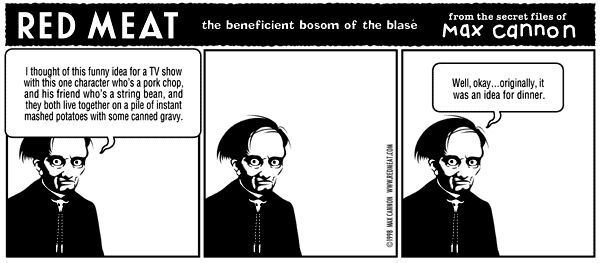 RED MEAT
the beneficient bosom of the blasé
from the secret files of
max cannon
I thought of this funny idea for a TV show
with this one character who's a pork chop,
and his friend who's a string bean, and
they both live together on a pile of instant
mashed potatoes with some canned gravy.
©1998 MAX CANNON WWW.REDMEAT.COM
Well, okay...originally, it
was an idea for dinner.